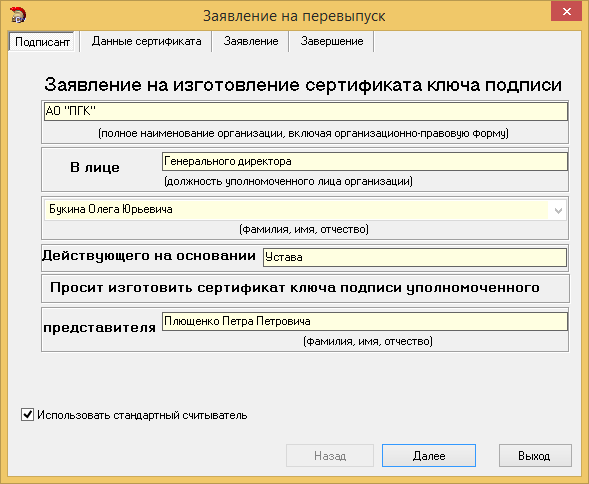 Заявление на перевыпуск
Подписант Данные сертификата Заявление Завершение
Заявление на изготовление сертификата ключа подписи
АО "ПГК"
(полное наименование организации, включая организационно-правовую форму)
В лице Генерального директора
(должность уполномоченного лица организации)
Букина Олега Юрьевича
(фамилия, имя, отчество)
Действующего на основании Устава
Просит изготовить сертификат ключа подписи уполномоченного
представителя Плющенко Петра Петровича
(фамилия, имя, отчество)
Использовать стандартный считыватель
Назад Далее Выход